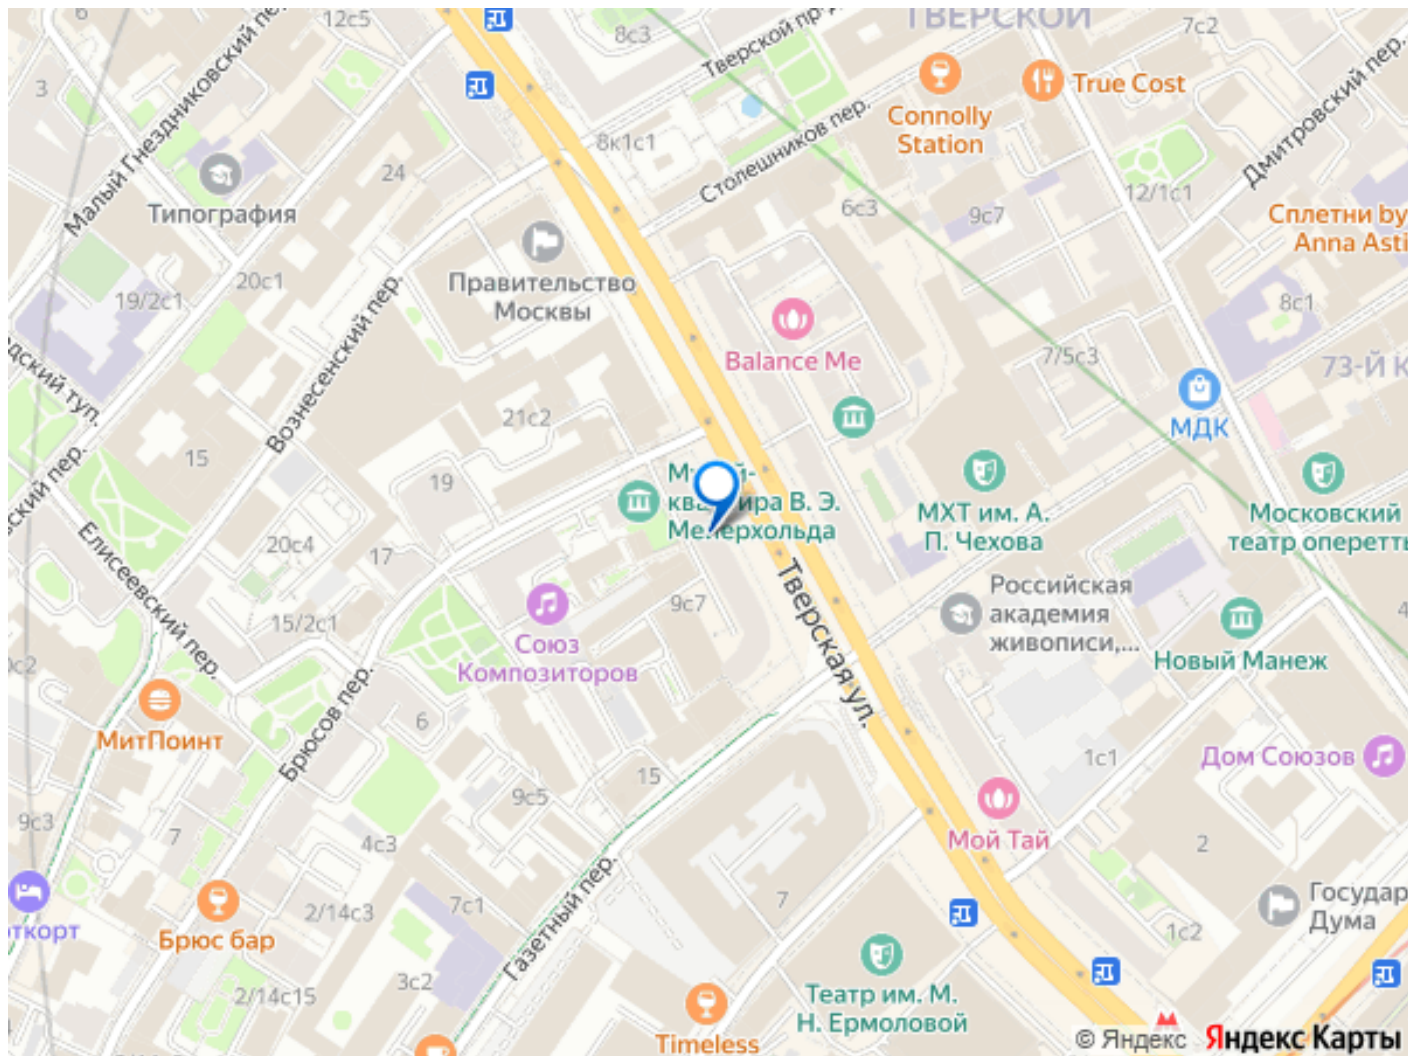 12с5
8с3
Тверской
ТВЕРСКОЙ
7с2
6
3
Малый Гнездниковский пер.
Connolly
Station
True Cost
Дмитровский пер.
8к1с1
Столешников пер.
24
Типография
6с3
9с7
12/1с1
Сплетни by
Anna Asti
Правительство
Москвы
20с1
19/2с1
Вознесенский пер.
8с1
Balance Me
7/5с3
73-Й К
МДК
21с2
15
19
Музей-
квартира В. Э.
Мейерхольда
МХТ им. А.
П. Чехова
Московский
театр оперетты
20с4
17
Елисеевский пер.
Тверская ул.
9с7
Российская
академия
живописи,...
15/2с1
Союз
Композиторов
Новый Манеж
МитПоинт
Брюсов пер.
6
Дом Союзов
1с1
15
9с5
9с3
7
4с3
Мой Тай
2
Газетный пер.
7
2/14с3
7с1
Брюс бар
Государ
Дума
1с2
3с2
2/14с15
Театр им. М.
Н. Ермоловой
Timeless
© Яндекс Яндекс Карты